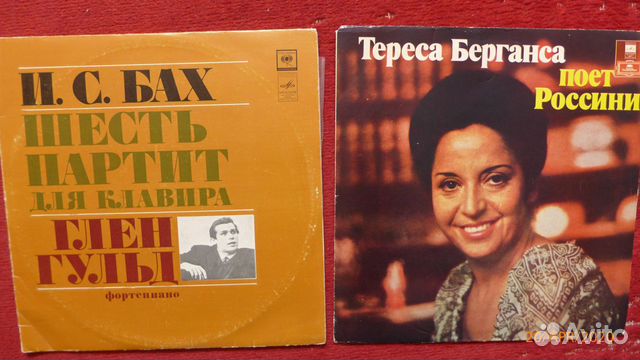 И. С. БАХ
ШЕСТЬ
ПАРТИТ
ДЛЯ КЛАВИРА
ГЛЕН
ГУЛЬД
фортепиано
Тереса Берганса
поет
Россини
Avito